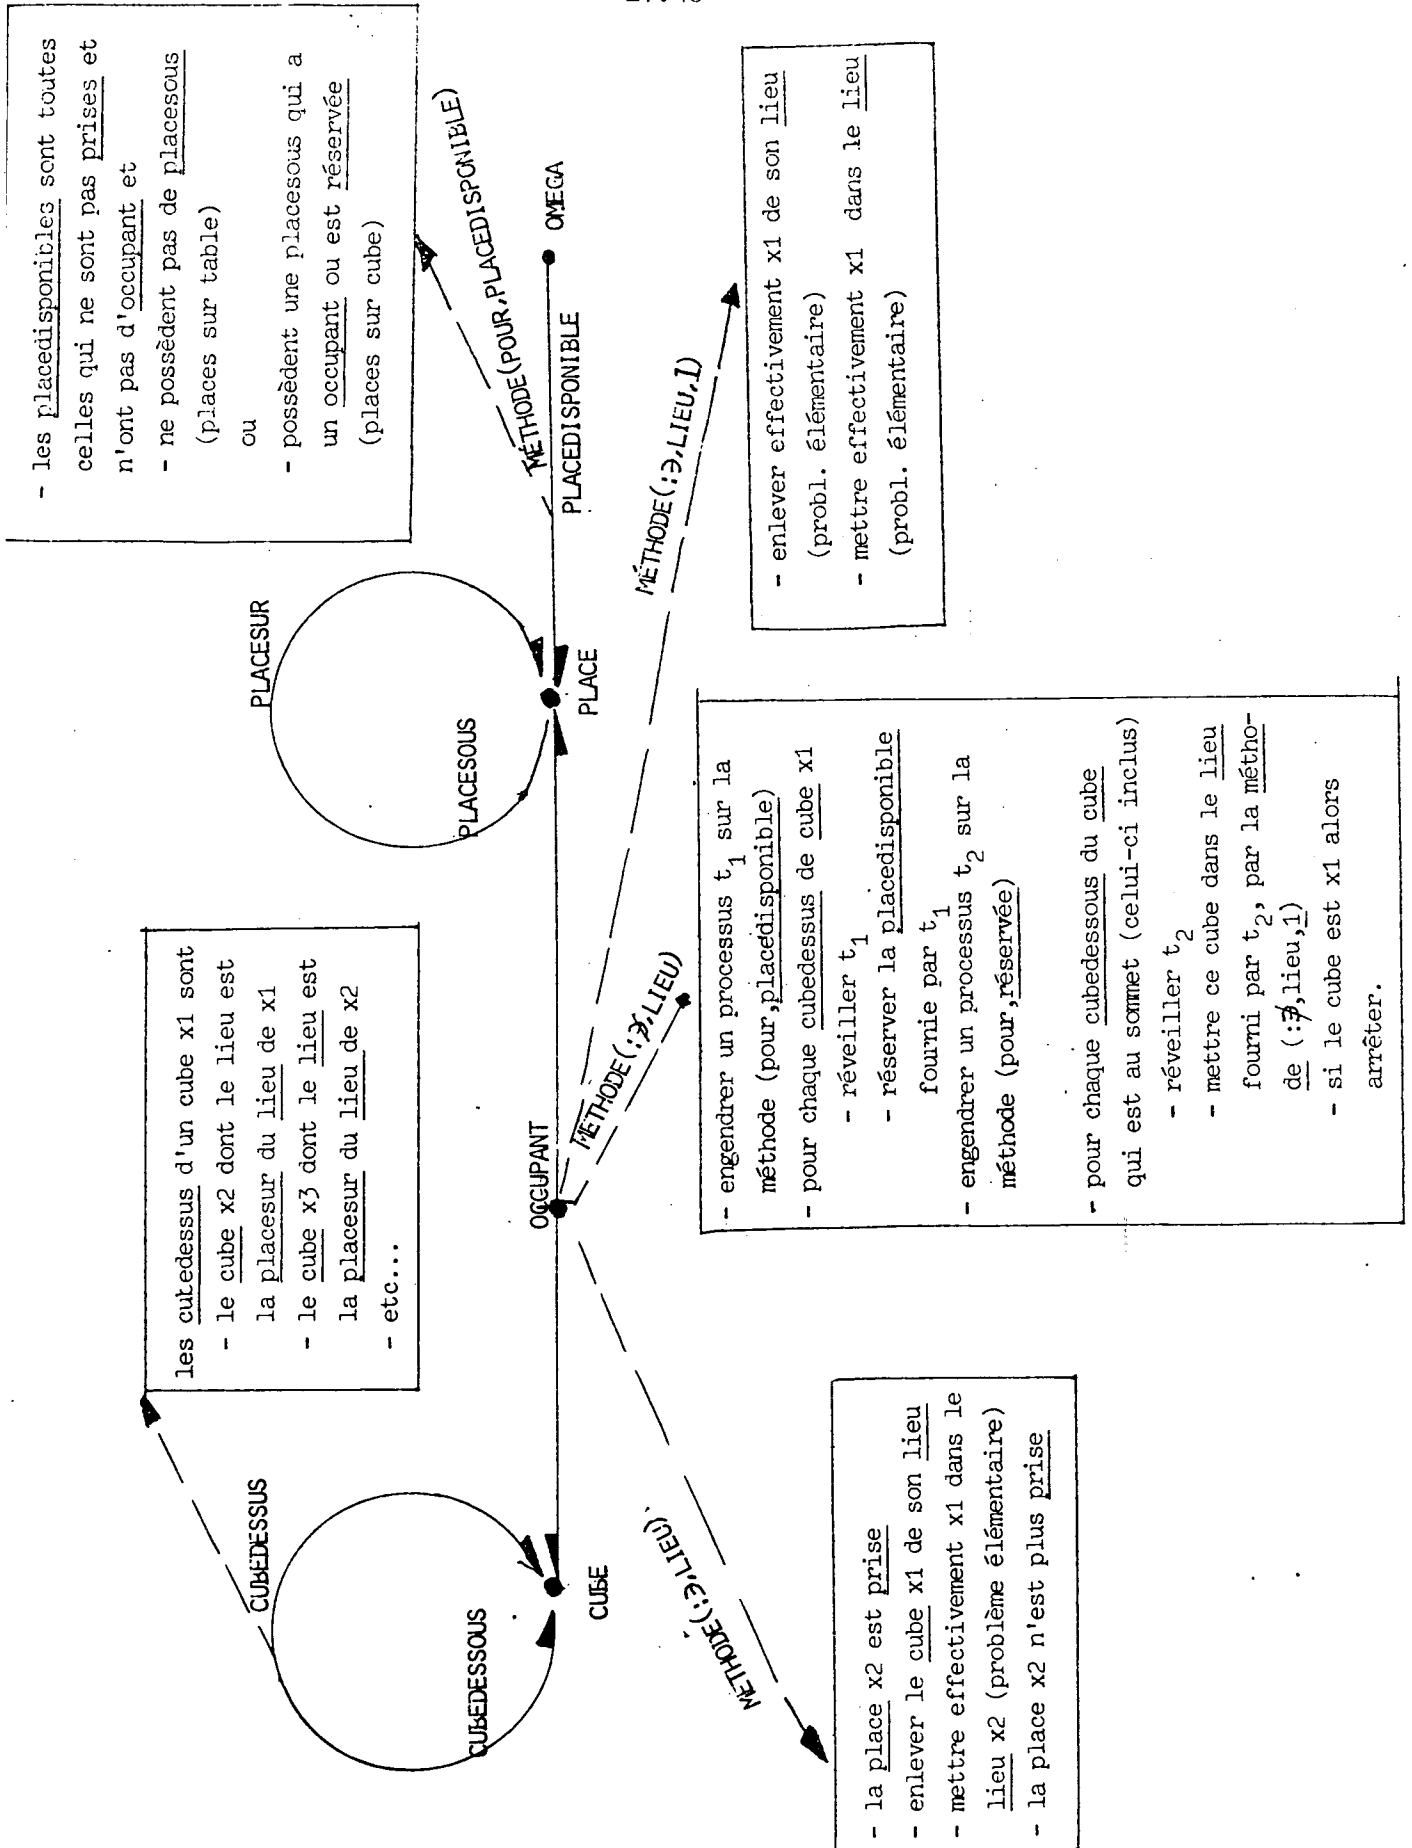 les cubedessus d'un cube x1 sont
- le cube x2 dont le lieu est
la placesur du lieu de x1
- le cube x3 dont le lieu est
la placesur du lieu de x2
- etc...
- les placedisponibles sont toutes
celles qui ne sont pas prises et
n'ont pas d'occupant et
- ne possèdent pas de placesous
(places sur table)
ou
- possèdent une placesous qui a
un occupant ou est réservée
(places sur cube)
CUBEDESSUS
CUBEDESSOUS
CUBE
OCCUPANT
PLACESUR
PLACESOUS
PLACE
PLACEDISPONIBLE
OMEGA
MÉTHODE(POUR,PLACEDISPONIBLE)
METHODE(:∌,LIEU)
MÉTHODE(:∋,LIEU,1)
METHODE(:∋,LIEU)
- la place x2 est prise
- enlever le cube x1 de son lieu
- mettre effectivement x1 dans le
lieu x2 (problème élémentaire)
- la place x2 n'est plus prise
- engendrer un processus t1 sur la
méthode (pour,placedisponible)
- pour chaque cubedessus de cube x1
- réveiller t1
- réserver la placedisponible
fournie par t1
- engendrer un processus t2 sur la
méthode (pour,réservée)
- pour chaque cubedessous du cube
qui est au sommet (celui-ci inclus)
- réveiller t2
- mettre ce cube dans le lieu
fourni par t2, par la métho-
de (:∌,lieu,1)
- si le cube est x1 alors
arrêter.
- enlever effectivement x1 de son lieu
(probl. élémentaire)
- mettre effectivement x1 dans le lieu
(probl. élémentaire)